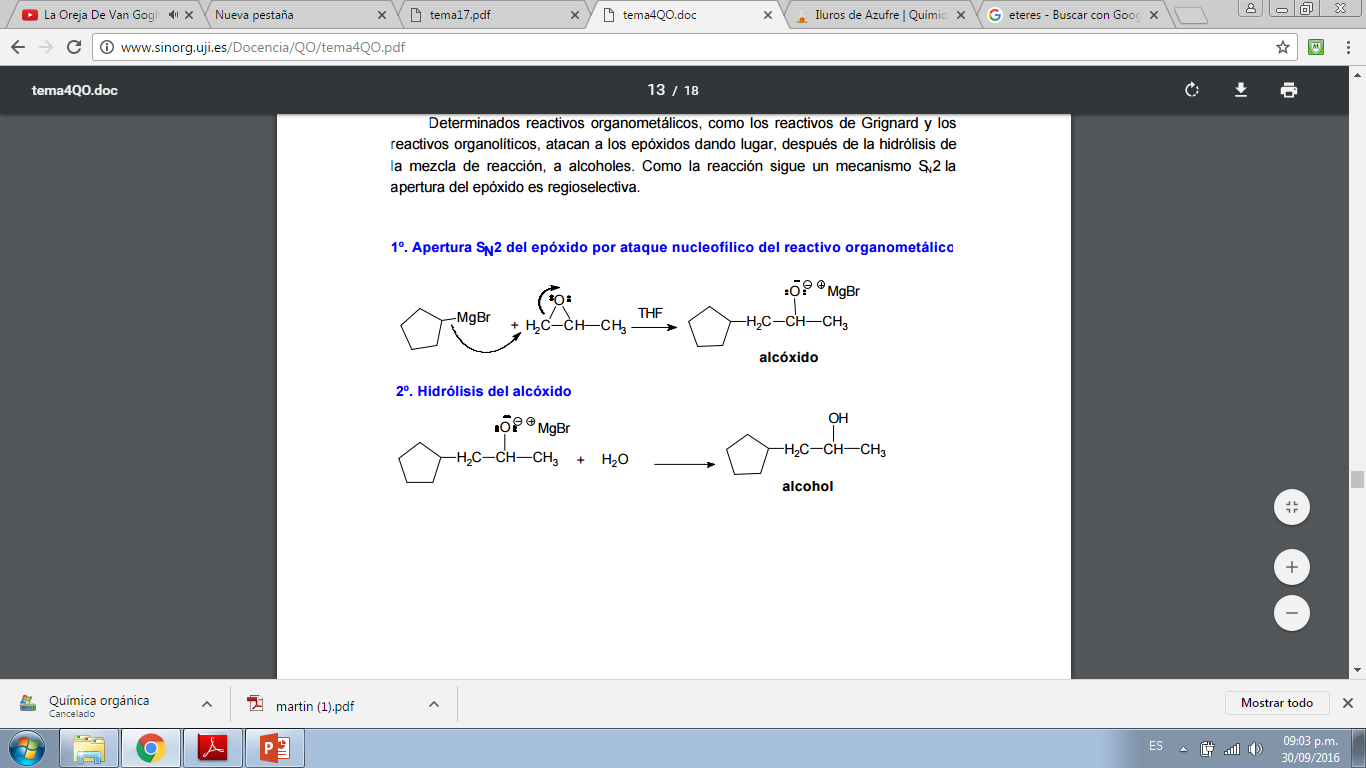 La Oreja De Van Gogh
Nueva pestaña
tema17.pdf
tema4QO.doc
Iluros de Azufre | Química
eteres - Buscar con Goog
www.sinorg.uji.es/Docencia/QO/tema4QO.pdf
tema4QO.doc
13 / 18
Determinados reactivos organometálicos, como los reactivos de Grignard y los
reactivos organolíticos, atacan a los epóxidos dando lugar, después de la hidrólisis de
la mezcla de reacción, a alcoholes. Como la reacción sigue un mecanismo SN2 la
apertura del epóxido es regioselectiva.
1º. Apertura SN2 del epóxido por ataque nucleofílico del reactivo organometálico
MgBr + H2C—CH—CH3 O THF H2C—CH—CH3 O ⊖ ⊕ MgBr
alcóxido
2º. Hidrólisis del alcóxido
O ⊖ ⊕ MgBr
H2C—CH—CH3 + H2O
OH
H2C—CH—CH3
alcohol
Química orgánica
Cancelado
martin (1).pdf
Mostrar todo
ES
09:03 p.m.
30/09/2016